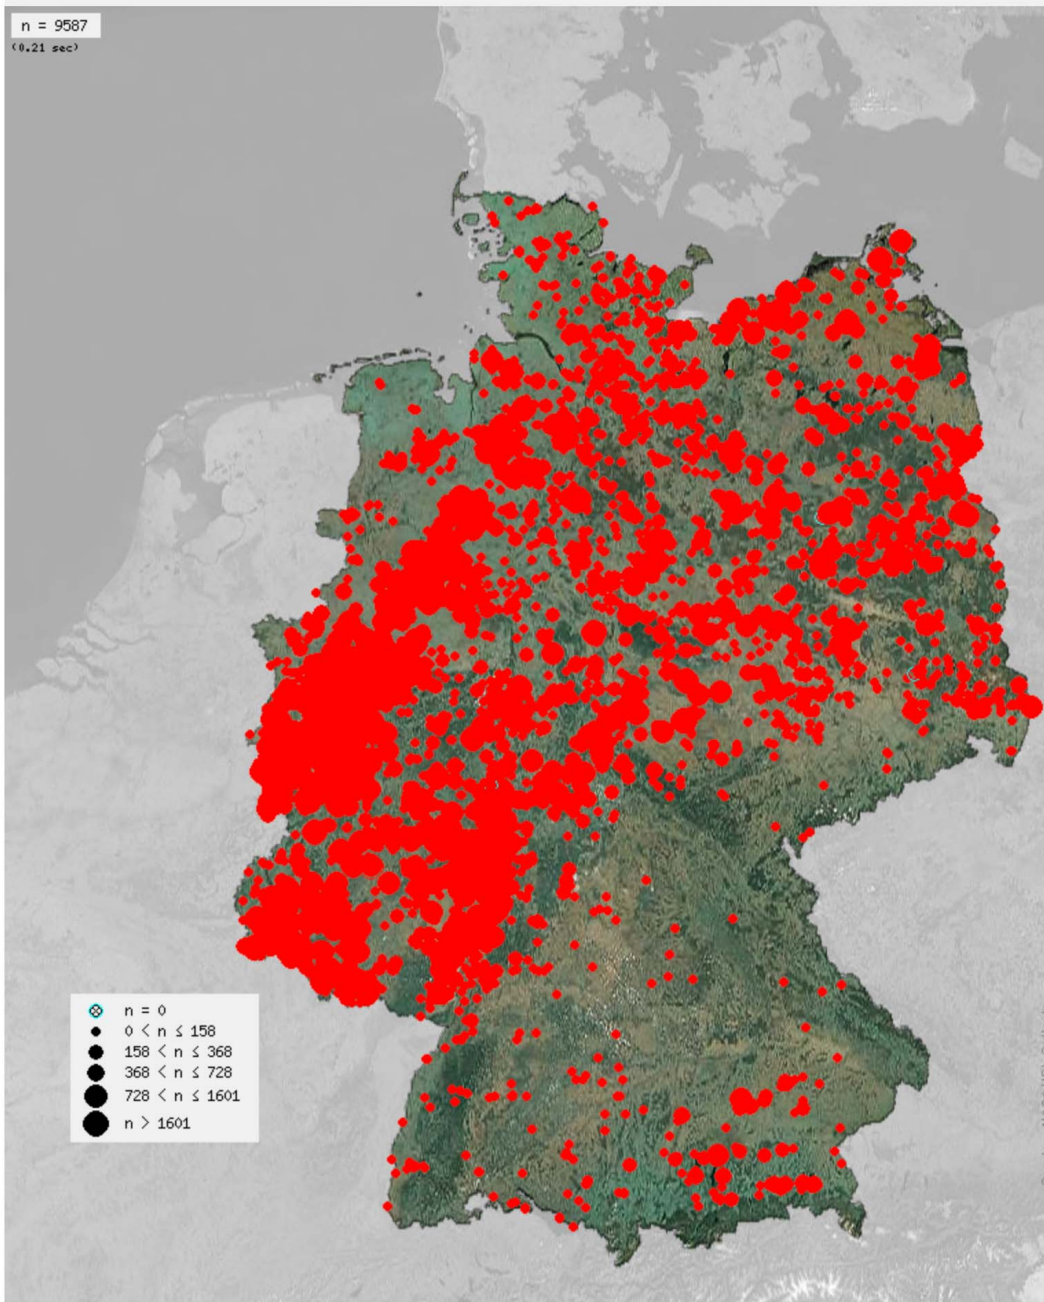 n = 9587
(0.21 sec)
n = 0
0 < n ≤ 158
158 < n ≤ 368
368 < n ≤ 728
728 < n ≤ 1601
n > 1601